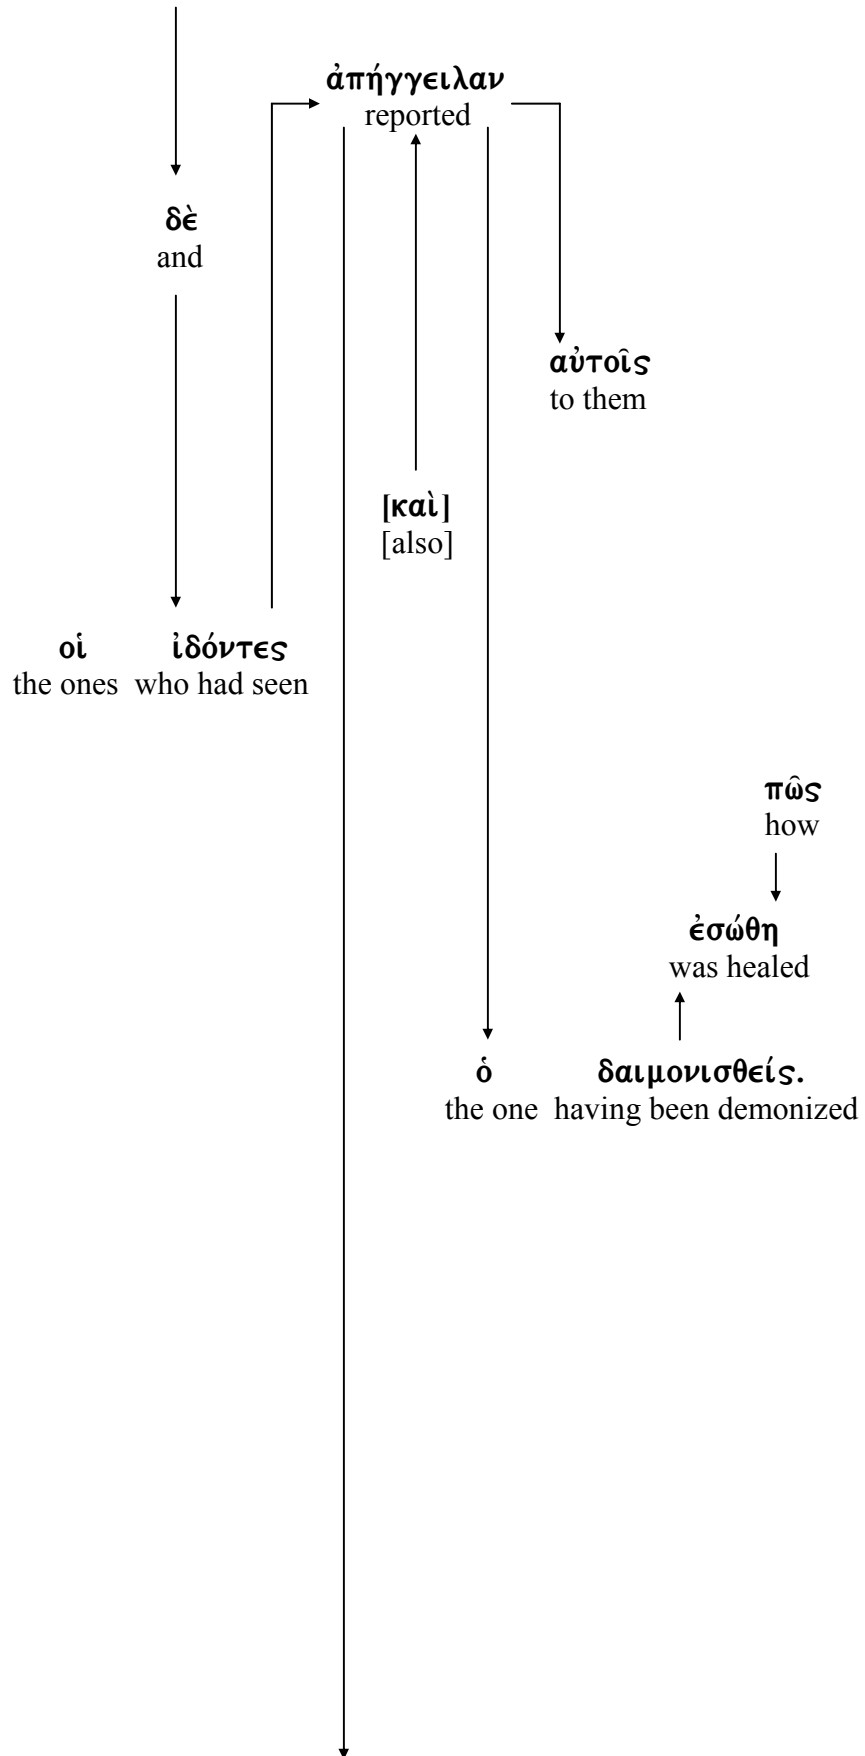 ἀπήγγειλαν
reported
δὲ
and
αὐτοῖς
to them
[καὶ]
[also]
οἱ ἰδόντες
the ones who had seen
πῶς
how
ἐσώθη
was healed
ὁ δαιμονισθείς.
the one having been demonized